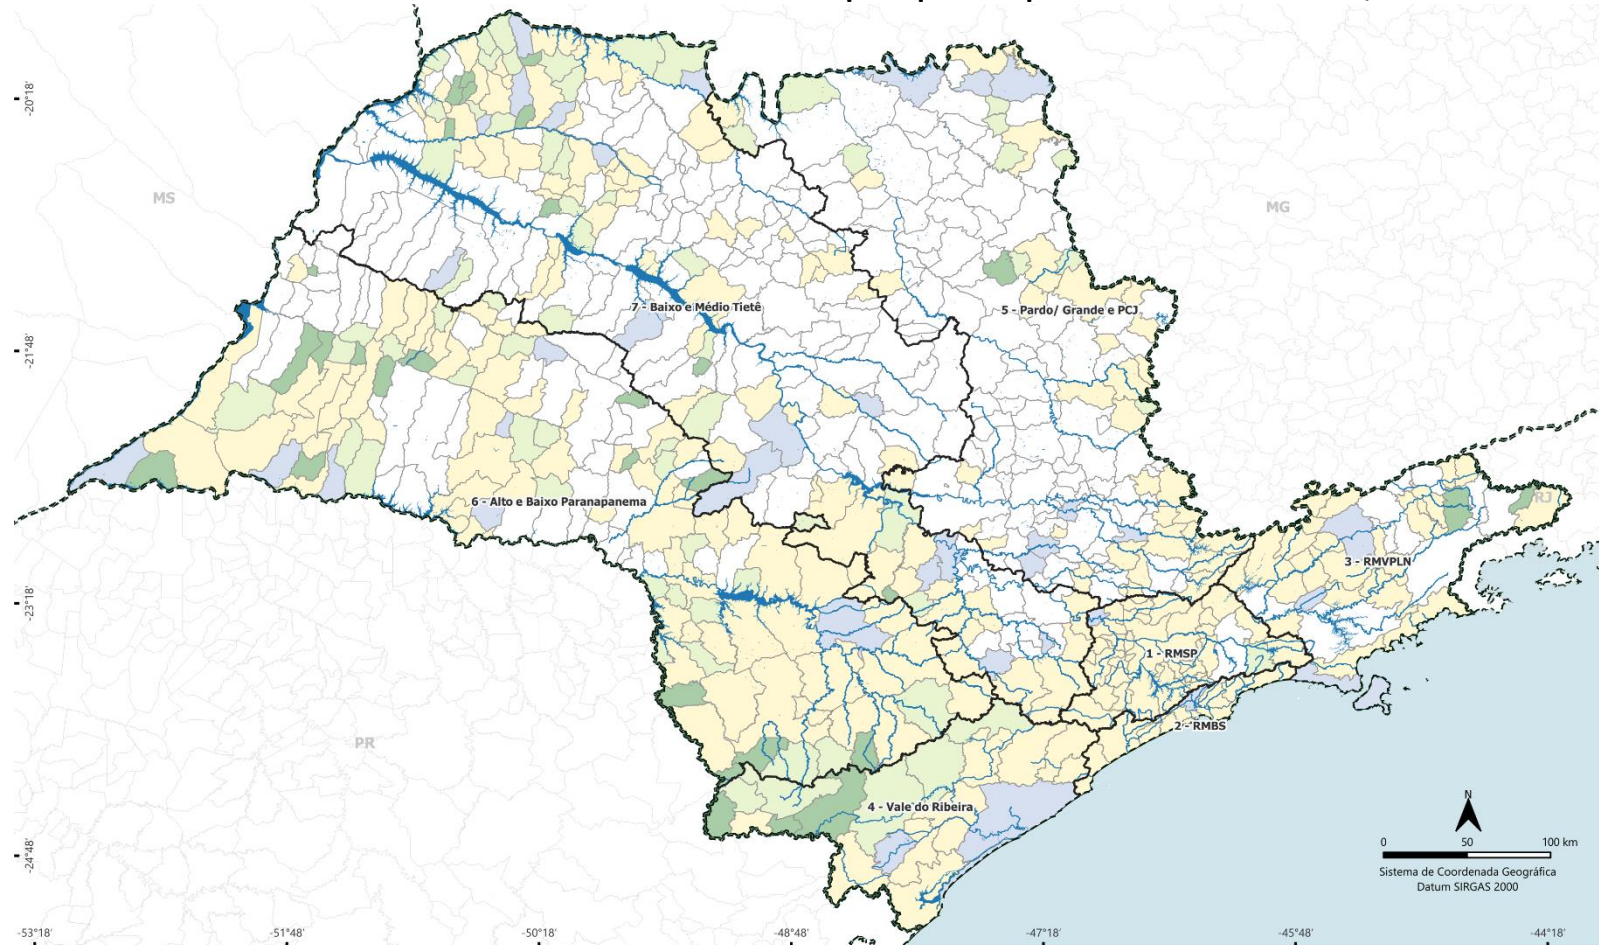 -20°18'
MS
MG
7 - Baixo e Médio Tietê
5 - Pardo/ Grande e PCJ
-21°48'
6 - Alto e Baixo Paranapanema
RJ
3 - RMVPLN
-23°18'
1 - RMSP
2 - RMBS
PR
4 - Vale do Ribeira
N
0 50 100 km
Sistema de Coordenada Geográfica
Datum SIRGAS 2000
-24°48'
-53°18' -51°48' -50°18' -48°48' -47°18' -45°48' -44°18'